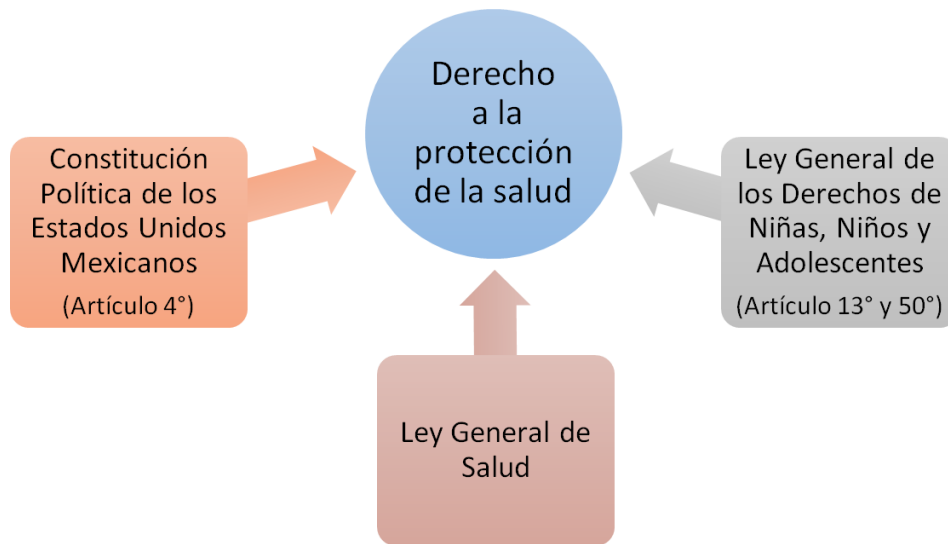 Derecho
a la
protección
de la salud
Constitución
Política de los
Estados Unidos
Mexicanos
(Artículo 4°)
Ley General de
los Derechos de
Niñas, Niños y
Adolescentes
(Artículo 13° y 50°)
Ley General de
Salud